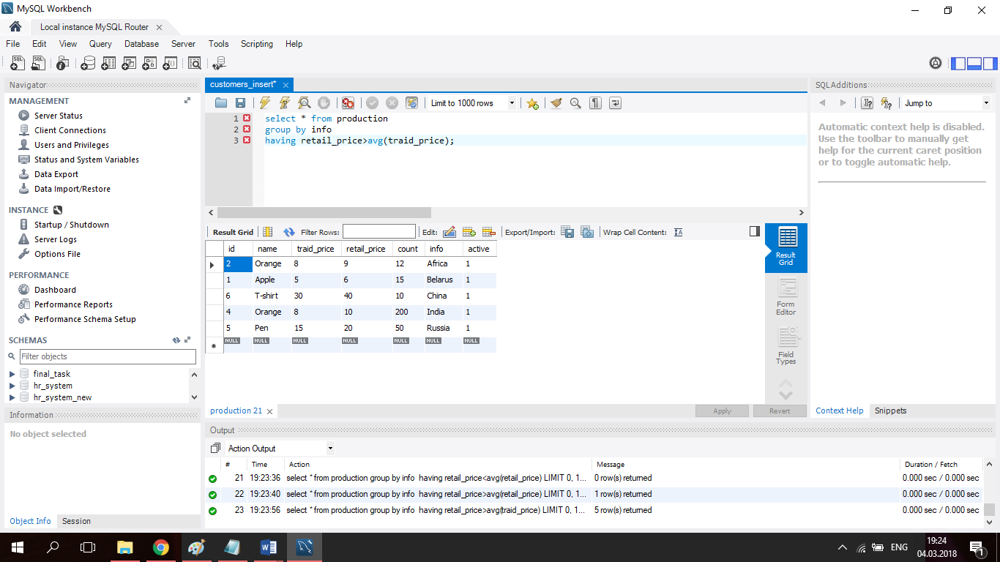 MySQL Workbench
Local instance MySQL Router
File Edit View Query Database Server Tools Scripting Help
Navigator
MANAGEMENT
Server Status
Client Connections
Users and Privileges
Status and System Variables
Data Export
Data Import/Restore
INSTANCE
Startup / Shutdown
Server Logs
Options File
PERFORMANCE
Dashboard
Performance Reports
Performance Schema Setup
SCHEMAS
Filter objects
final_task
hr_system
hr_system_new
Information
No object selected
Object Info Session
customers_insert*
Limit to 1000 rows
1 select * from production
2 group by info
3 having retail_price>avg(traid_price);
Result Grid Filter Rows: Edit: Export/Import: Wrap Cell Content:
id name traid_price retail_price count info active
2 Orange 8 9 12 Africa 1
1 Apple 5 6 15 Belarus 1
6 T-shirt 30 40 10 China 1
4 Orange 8 10 200 India 1
5 Pen 15 20 50 Russia 1
NULL NULL NULL NULL NULL NULL NULL
Result
Grid
Form
Editor
Field
Types
production 21
Apply Revert
SQLAdditions
Jump to
Automatic context help is disabled.
Use the toolbar to manually get
help for the current caret position
or to toggle automatic help.
Context Help Snippets
Output
Action Output
# Time Action Message Duration / Fetch
21 19:23:36 select * from production group by info having retail_price<avg(retail_price) LIMIT 0, 1... 0 row(s) returned 0.000 sec / 0.000 sec
22 19:23:40 select * from production group by info having retail_price>avg(retail_price) LIMIT 0, 1... 1 row(s) returned 0.000 sec / 0.000 sec
23 19:23:56 select * from production group by info having retail_price>avg(traid_price) LIMIT 0, 1... 5 row(s) returned 0.000 sec / 0.000 sec
ENG
19:24
04.03.2018
1